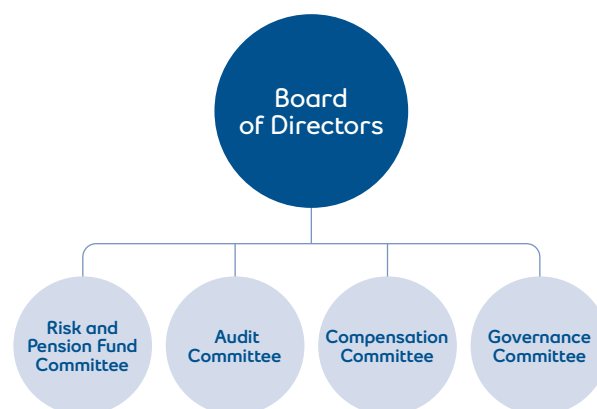 Board
of Directors
Risk and
Pension Fund
Committee
Audit
Committee
Compensation
Committee
Governance
Committee